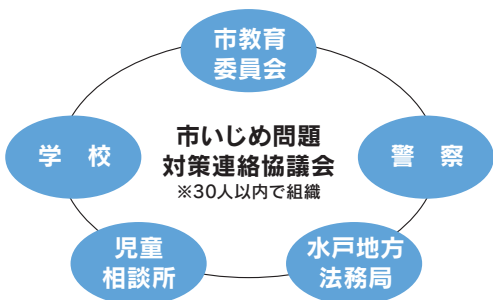 市教育
委員会
学　校
市いじめ問題
対策連絡協議会
※30人以内で組織
警　察
児童
相談所
水戸地方
法務局